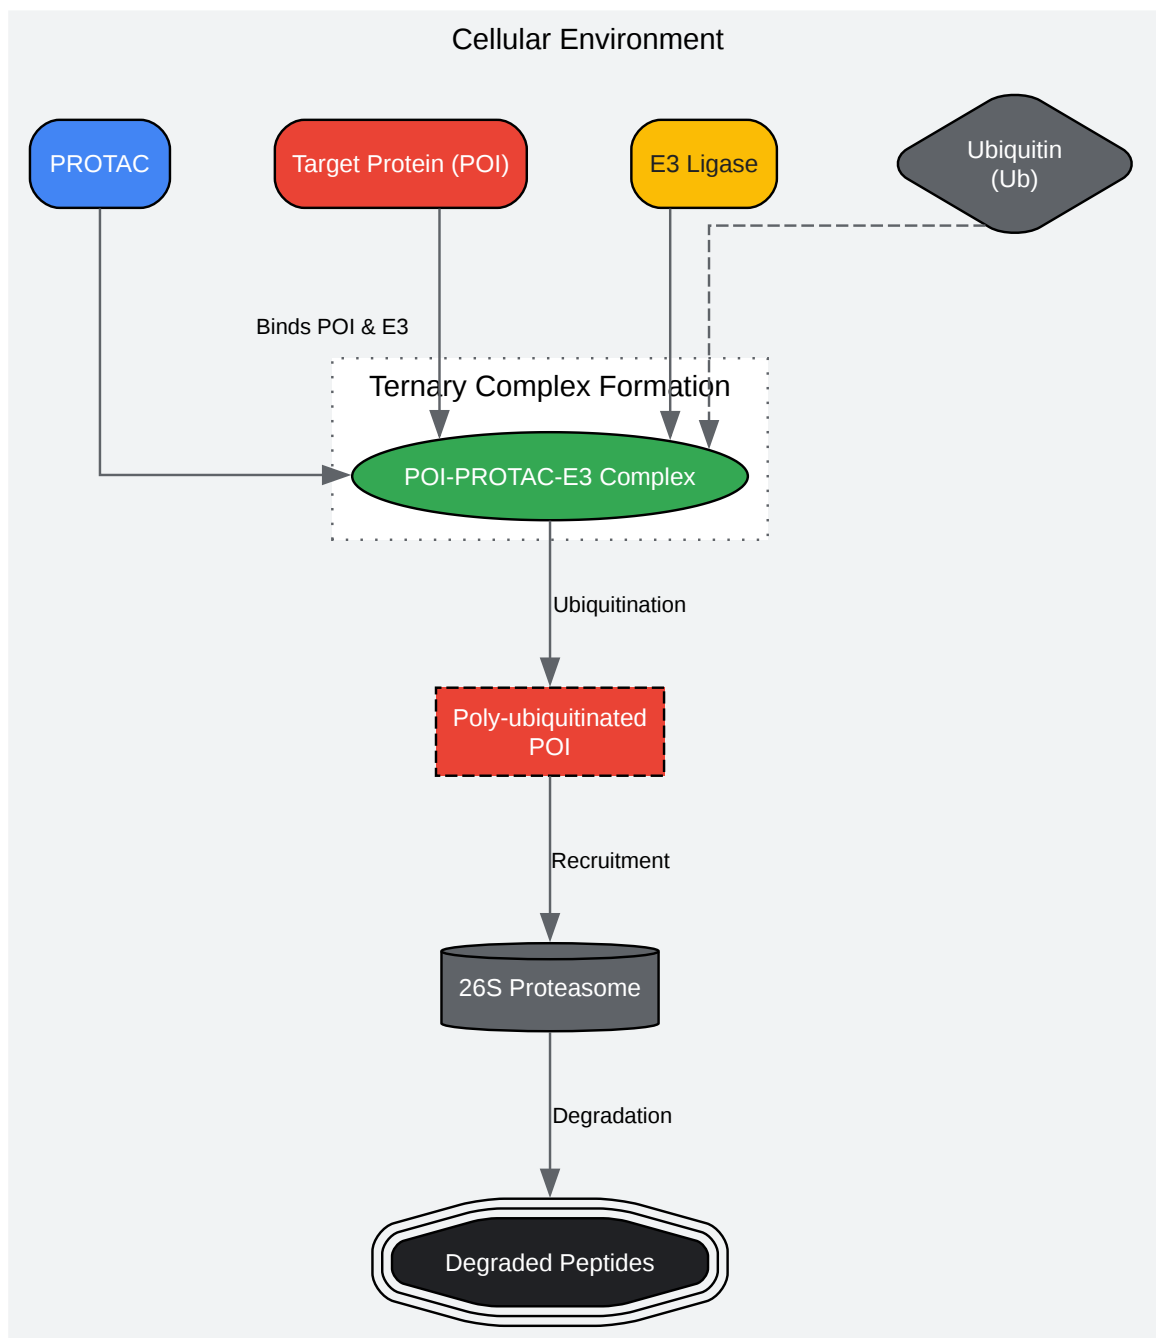 Cellular Environment
PROTAC
Target Protein (POI)
E3 Ligase
Ubiquitin
(Ub)
Binds POI & E3
Ternary Complex Formation
POI-PROTAC-E3 Complex
Ubiquitination
Poly-ubiquitinated
POI
Recruitment
26S Proteasome
Degradation
Degraded Peptides